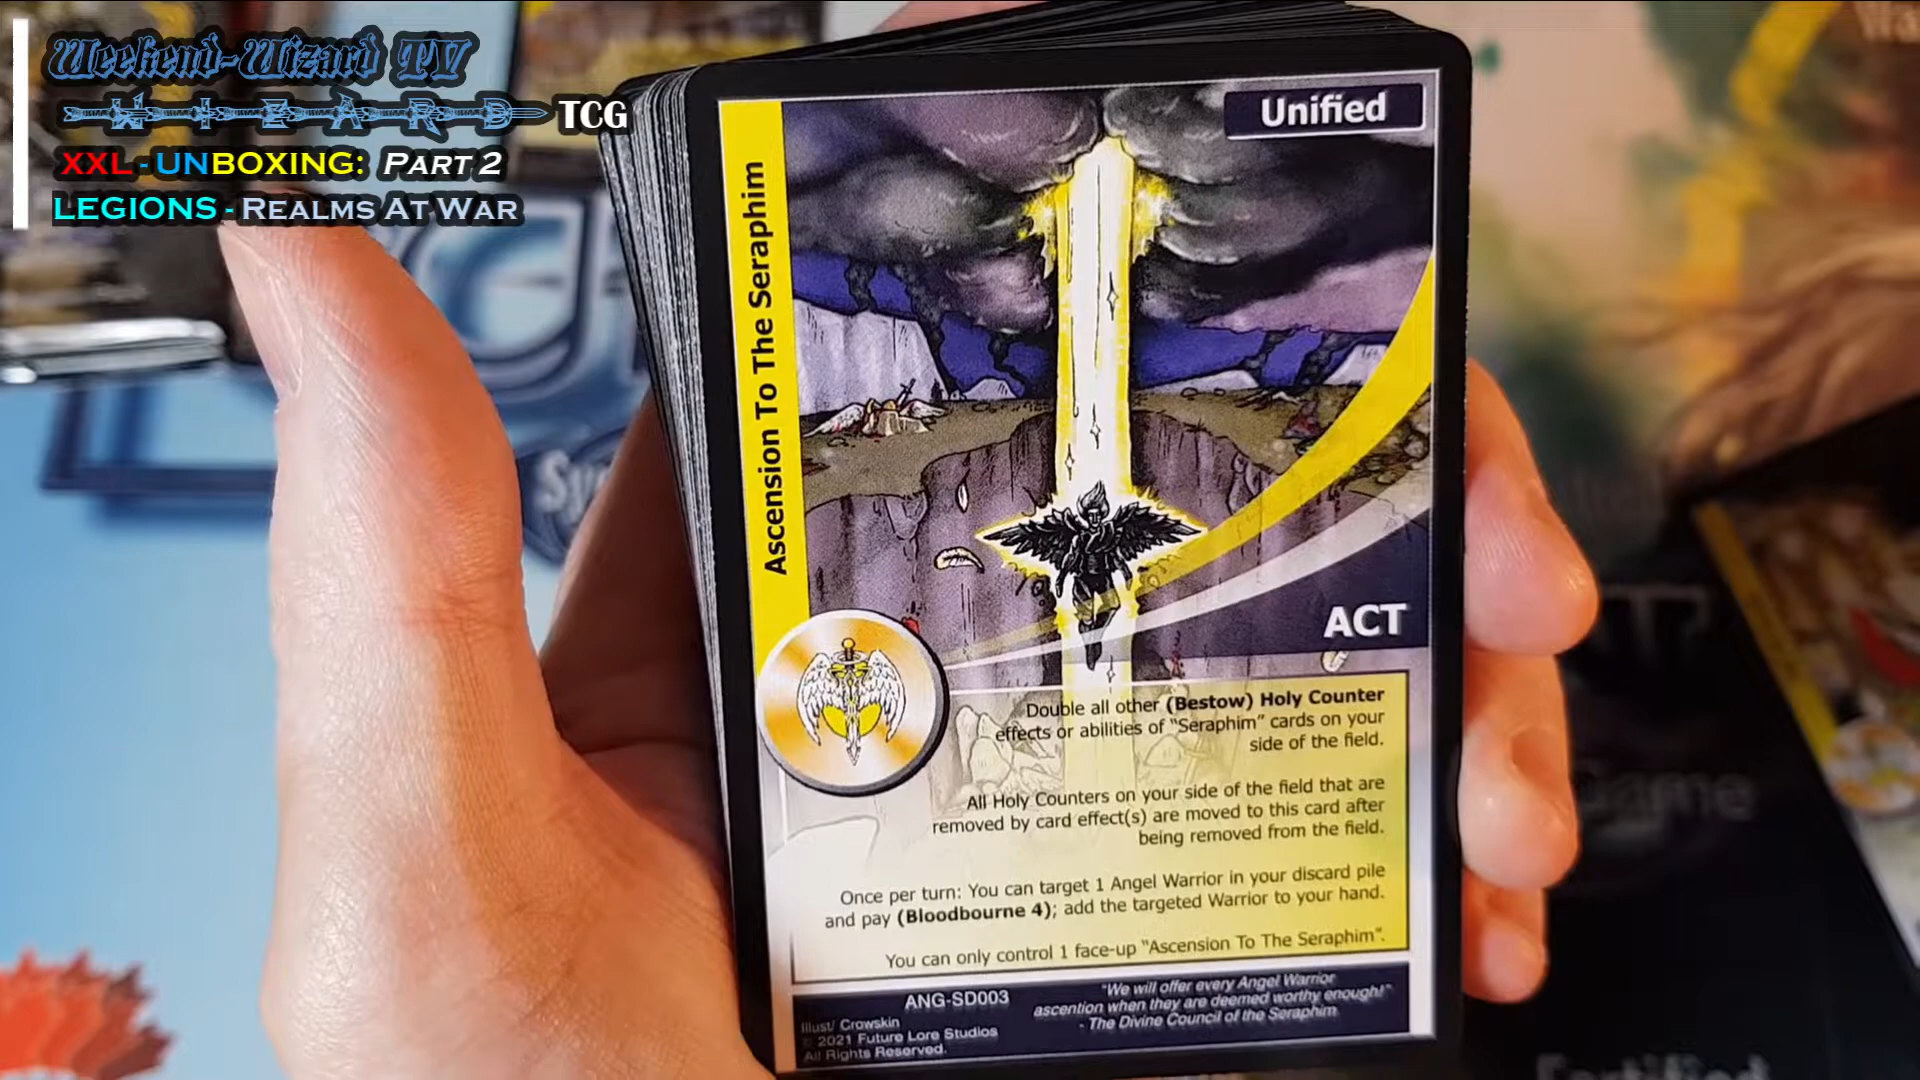 Weekend-Wizard TV
WIZARD TCG
XXL - UNBOXING: PART 2
LEGIONS - REALMS AT WAR
Unified
Ascension To The Seraphim
ACT
Double all other (Bestow) Holy Counter
effects or abilities of "Seraphim" cards on your
side of the field.
All Holy Counters on your side of the field that are
removed by card effect(s) are moved to this card after
being removed from the field.
Once per turn: You can target 1 Angel Warrior in your discard pile
and pay (Bloodbourne 4); add the targeted Warrior to your hand.
You can only control 1 face-up "Ascension To The Seraphim".
ANG-SD003
Illust/ Crowskin
© 2021 Future Lore Studios
All Rights Reserved.
"We will offer every Angel Warrior
ascention when they are deemed worthy enough!"
- The Divine Council of the Seraphim
Game